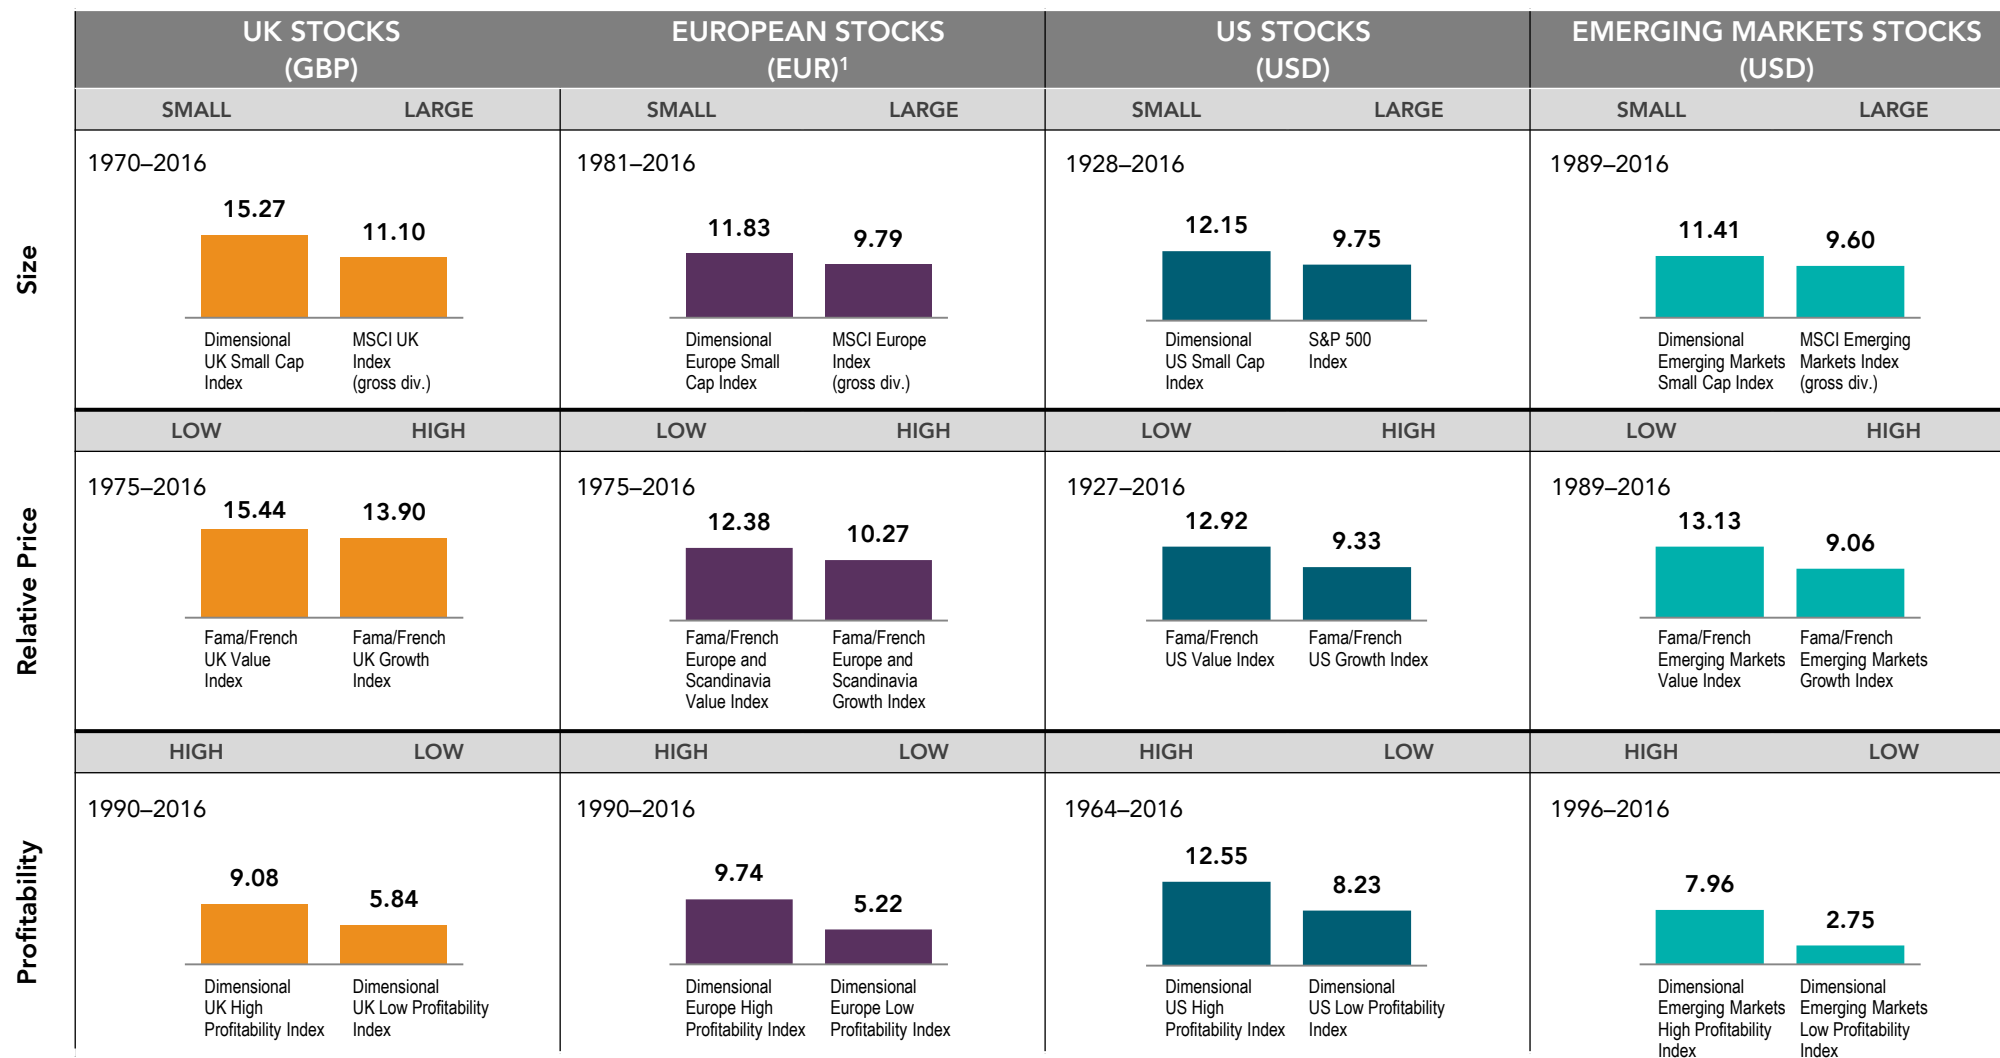 UK STOCKS
(GBP)
EUROPEAN STOCKS
(EUR)¹
US STOCKS
(USD)
EMERGING MARKETS STOCKS
(USD)
SMALL LARGE
SMALL LARGE
SMALL LARGE
SMALL LARGE
Size
1970–2016
15.27
11.10
Dimensional
UK Small Cap
Index
MSCI UK
Index
(gross div.)
1981–2016
11.83
9.79
Dimensional
Europe Small
Cap Index
MSCI Europe
Index
(gross div.)
1928–2016
12.15
9.75
Dimensional
US Small Cap
Index
S&P 500
Index
1989–2016
11.41
9.60
Dimensional
Emerging Markets
Small Cap Index
MSCI Emerging
Markets Index
(gross div.)
LOW HIGH
LOW HIGH
LOW HIGH
LOW HIGH
Relative Price
1975–2016
15.44
13.90
Fama/French
UK Value
Index
Fama/French
UK Growth
Index
1975–2016
12.38
10.27
Fama/French
Europe and
Scandinavia
Value Index
Fama/French
Europe and
Scandinavia
Growth Index
1927–2016
12.92
9.33
Fama/French
US Value Index
Fama/French
US Growth Index
1989–2016
13.13
9.06
Fama/French
Emerging Markets
Value Index
Fama/French
Emerging Markets
Growth Index
HIGH LOW
HIGH LOW
HIGH LOW
HIGH LOW
Profitability
1990–2016
9.08
5.84
Dimensional
UK High
Profitability Index
Dimensional
UK Low Profitability
Index
1990–2016
9.74
5.22
Dimensional
Europe High
Profitability Index
Dimensional
Europe Low
Profitability Index
1964–2016
12.55
8.23
Dimensional
US High
Profitability Index
Dimensional
US Low Profitability
Index
1996–2016
7.96
2.75
Dimensional
Emerging Markets
High Profitability
Index
Dimensional
Emerging Markets
Low Profitability
Index